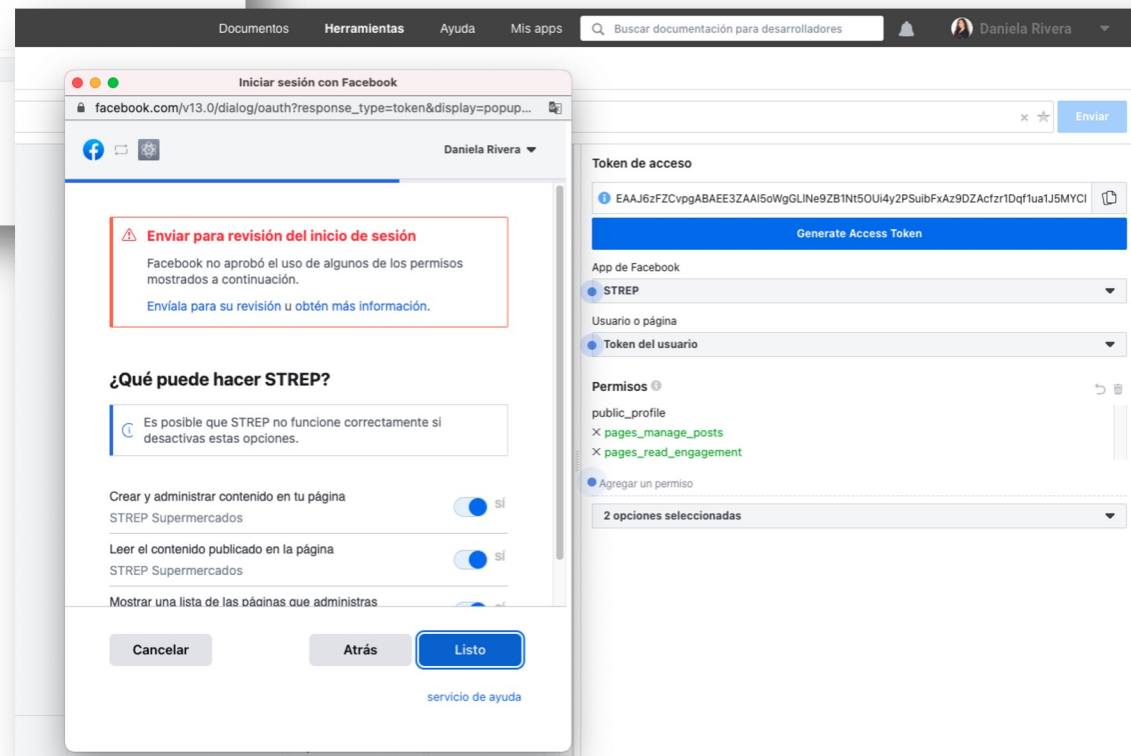 Documentos Herramientas Ayuda Mis apps Buscar documentación para desarrolladores Daniela Rivera
Iniciar sesión con Facebook
facebook.com/v13.0/dialog/oauth?response_type=token&display=popup...
Enviar
Daniela Rivera
Enviar para revisión del inicio de sesión
Facebook no aprobó el uso de algunos de los permisos
mostrados a continuación.
Envíala para su revisión u obtén más información.
¿Qué puede hacer STREP?
Es posible que STREP no funcione correctamente si
desactivas estas opciones.
Crear y administrar contenido en tu página
SÍ
STREP Supermercados
Leer el contenido publicado en la página
SÍ
STREP Supermercados
Mostrar una lista de las páginas que administras
SÍ
Cancelar Atrás Listo
servicio de ayuda
Token de acceso
EAAJ6zFZCvpgABAEE3ZAAI5oWgGLINe9ZB1Nt5OUi4y2PSuibFxAz9DZAcfzr1Dqf1ua1J5MYCI
Generate Access Token
App de Facebook
STREP
Usuario o página
Token del usuario
Permisos
public_profile
pages_manage_posts
pages_read_engagement
Agregar un permiso
2 opciones seleccionadas